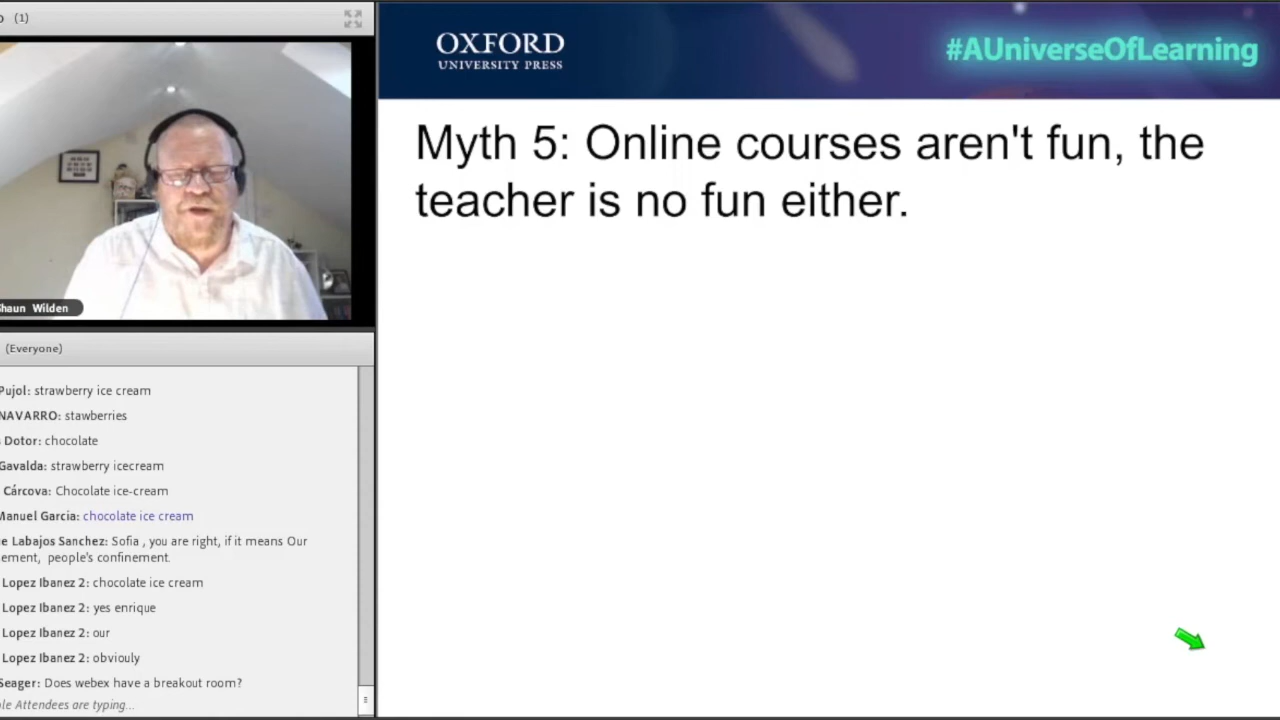 (1)
OXFORD
UNIVERSITY PRESS
#AUniverseOfLearning
Myth 5: Online courses aren't fun, the
teacher is no fun either.
Shaun Wilden
(Everyone)
Pujol: strawberry ice cream
NAVARRO: stawberries
Dotor: chocolate
Gavalda: strawberry icecream
Cárcova: Chocolate ice-cream
Manuel Garcia: chocolate ice cream
Labajos Sanchez: Sofia , you are right, if it means Our
people's confinement.
Lopez Ibanez 2: chocolate ice cream
Lopez Ibanez 2: yes enrique
Lopez Ibanez 2: our
Lopez Ibanez 2: obviouly
Seager: Does webex have a breakout room?
Attendees are typing...